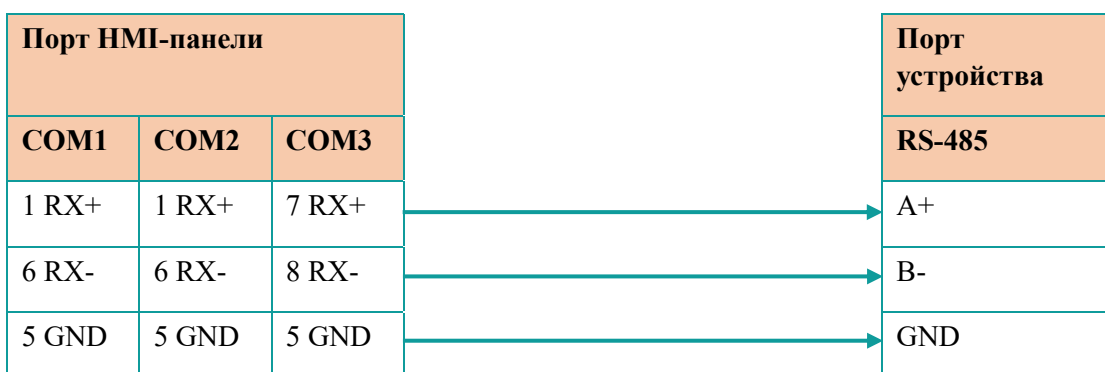 Порт HMI-панели
Порт
устройства
COM1 COM2 COM3 RS-485
1 RX+ 1 RX+ 7 RX+ A+
6 RX- 6 RX- 8 RX- B-
5 GND 5 GND 5 GND GND